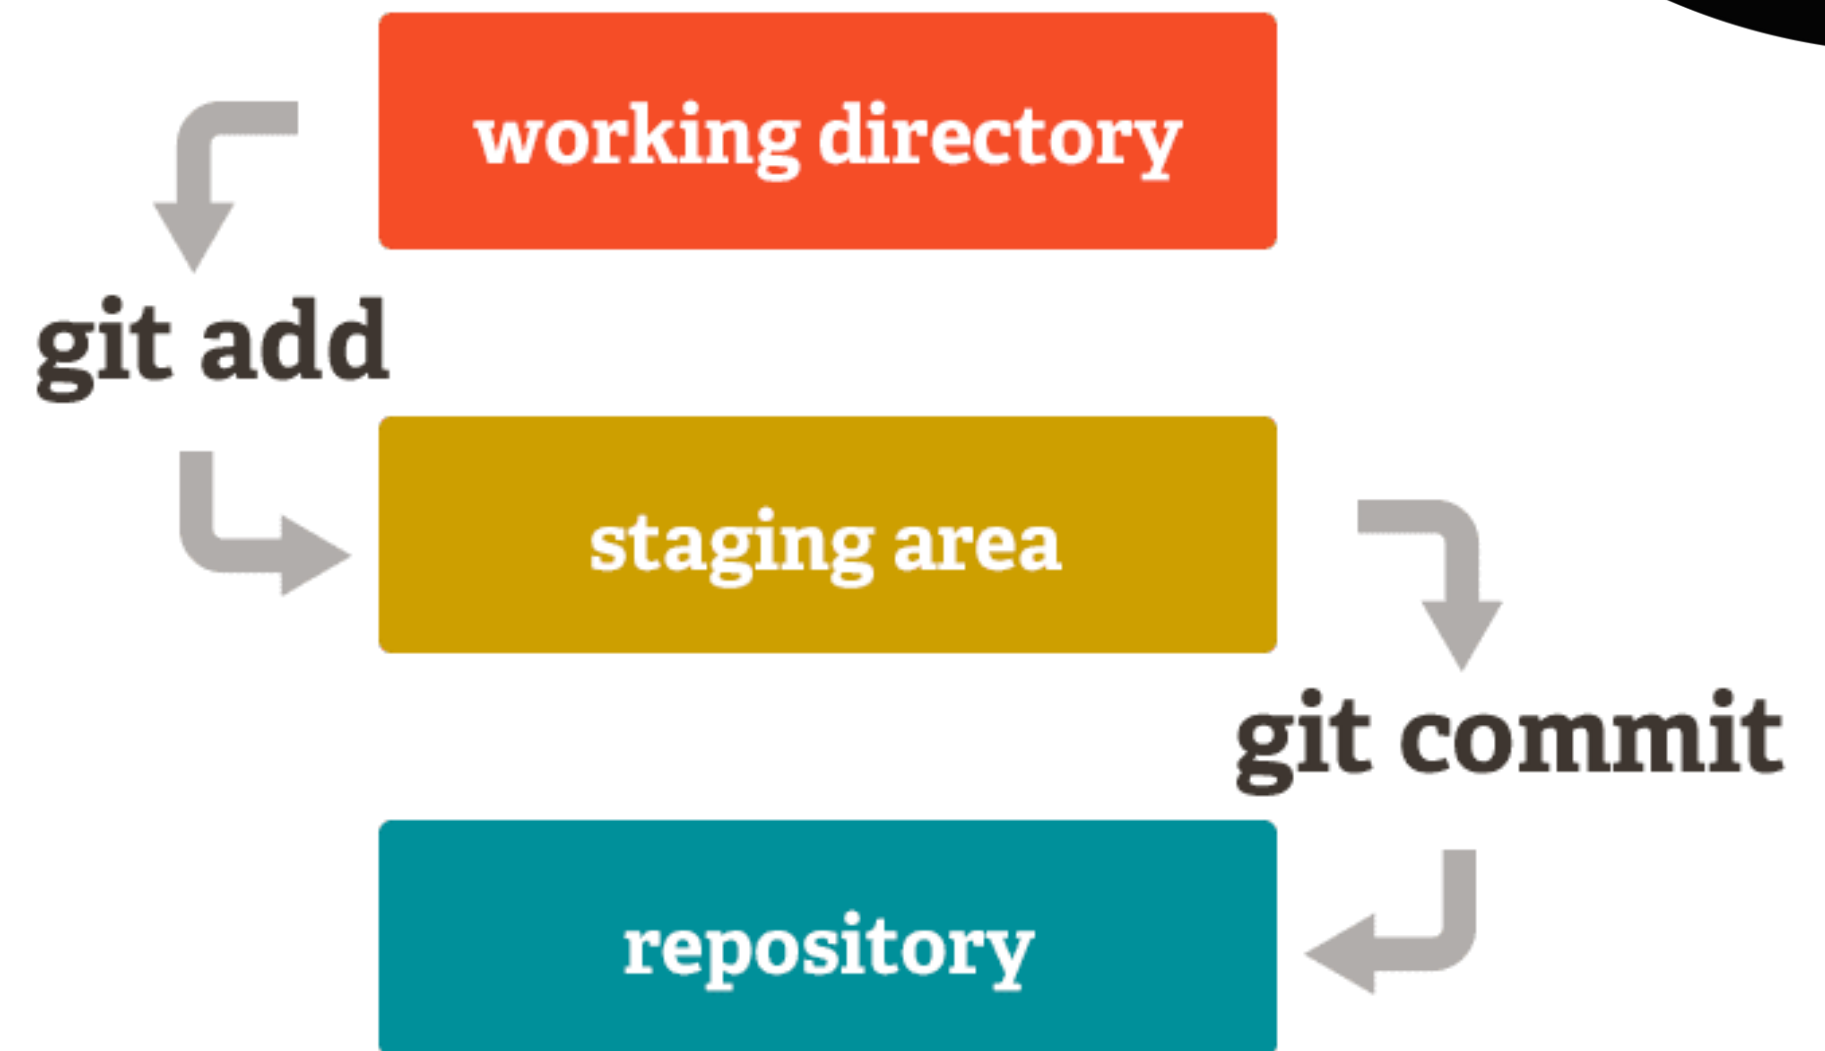 working directory
git add
staging area
git commit
repository